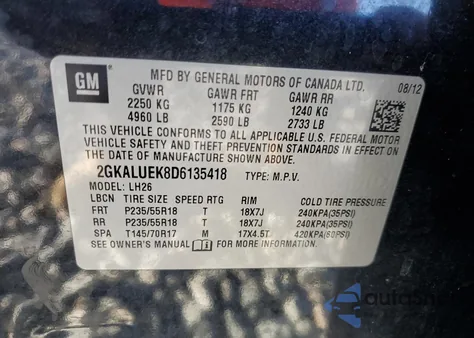 GM
MFD BY GENERAL MOTORS OF CANADA LTD. 08/12
GVWR GAWR FRT GAWR RR
2250 KG 1175 KG 1240 KG
4960 LB 2590 LB 2733 LB
THIS VEHICLE CONFORMS TO ALL APPLICABLE U.S. FEDERAL MOTOR
VEHICLE SAFETY AND THEFT PREVENTION STANDARDS IN EFFECT ON
THE DATE OF MANUFACTURE SHOWN ABOVE.
2GKALUEK8D6135418 TYPE: M.P.V.
MODEL: LH26
LBCN TIRE SIZE SPEED RTG RIM COLD TIRE PRESSURE
FRT P235/55R18 T 18X7J 240KPA(35PSI)
RR P235/55R18 T 18X7J 240KPA(35PSI)
SPA T145/70R17 M 17X4.5T 420KPA(60PSI)
SEE OWNER'S MANUAL FOR MORE INFORMATION.